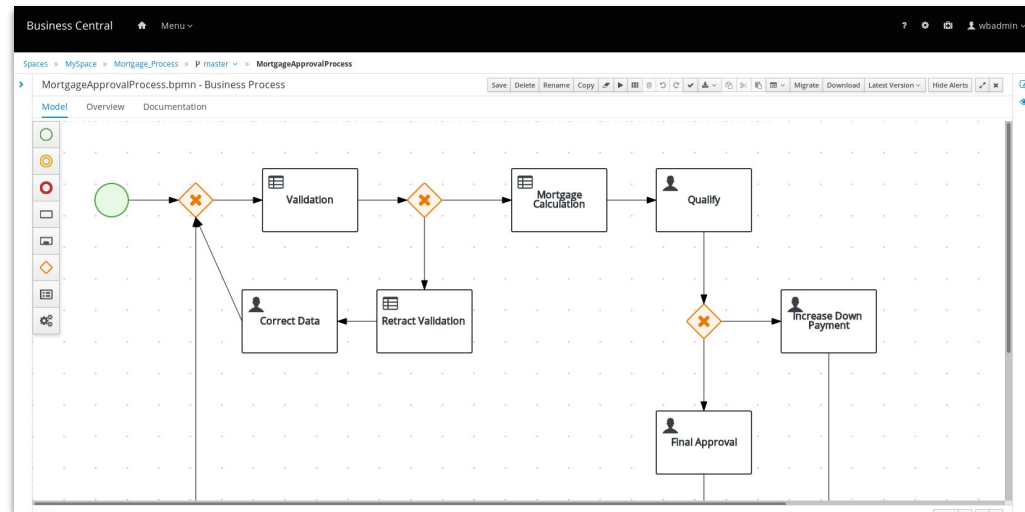 Business Central Menu ? wbadmin
Spaces » MySpace » Mortgage_Process » master » MortgageApprovalProcess
MortgageApprovalProcess.bpmn - Business Process Save Delete Rename Copy Migrate Download Latest Version Hide Alerts
Model Overview Documentation
Validation
Mortgage
Calculation
Qualify
Correct Data
Retract Validation
Increase Down
Payment
Final Approval